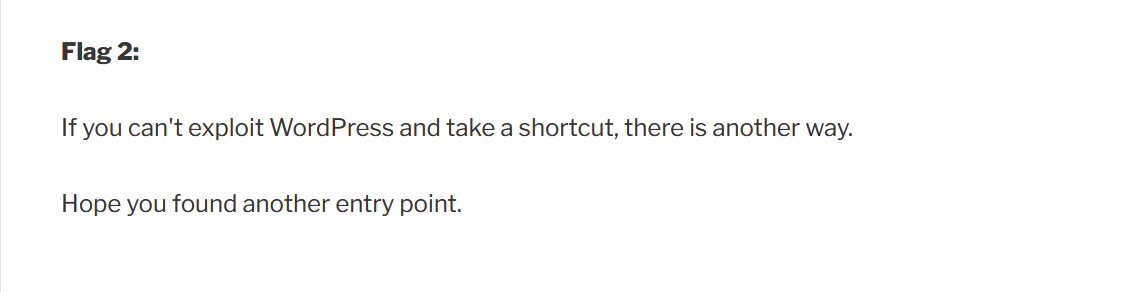 Flag 2:
If you can't exploit WordPress and take a shortcut, there is another way.
Hope you found another entry point.